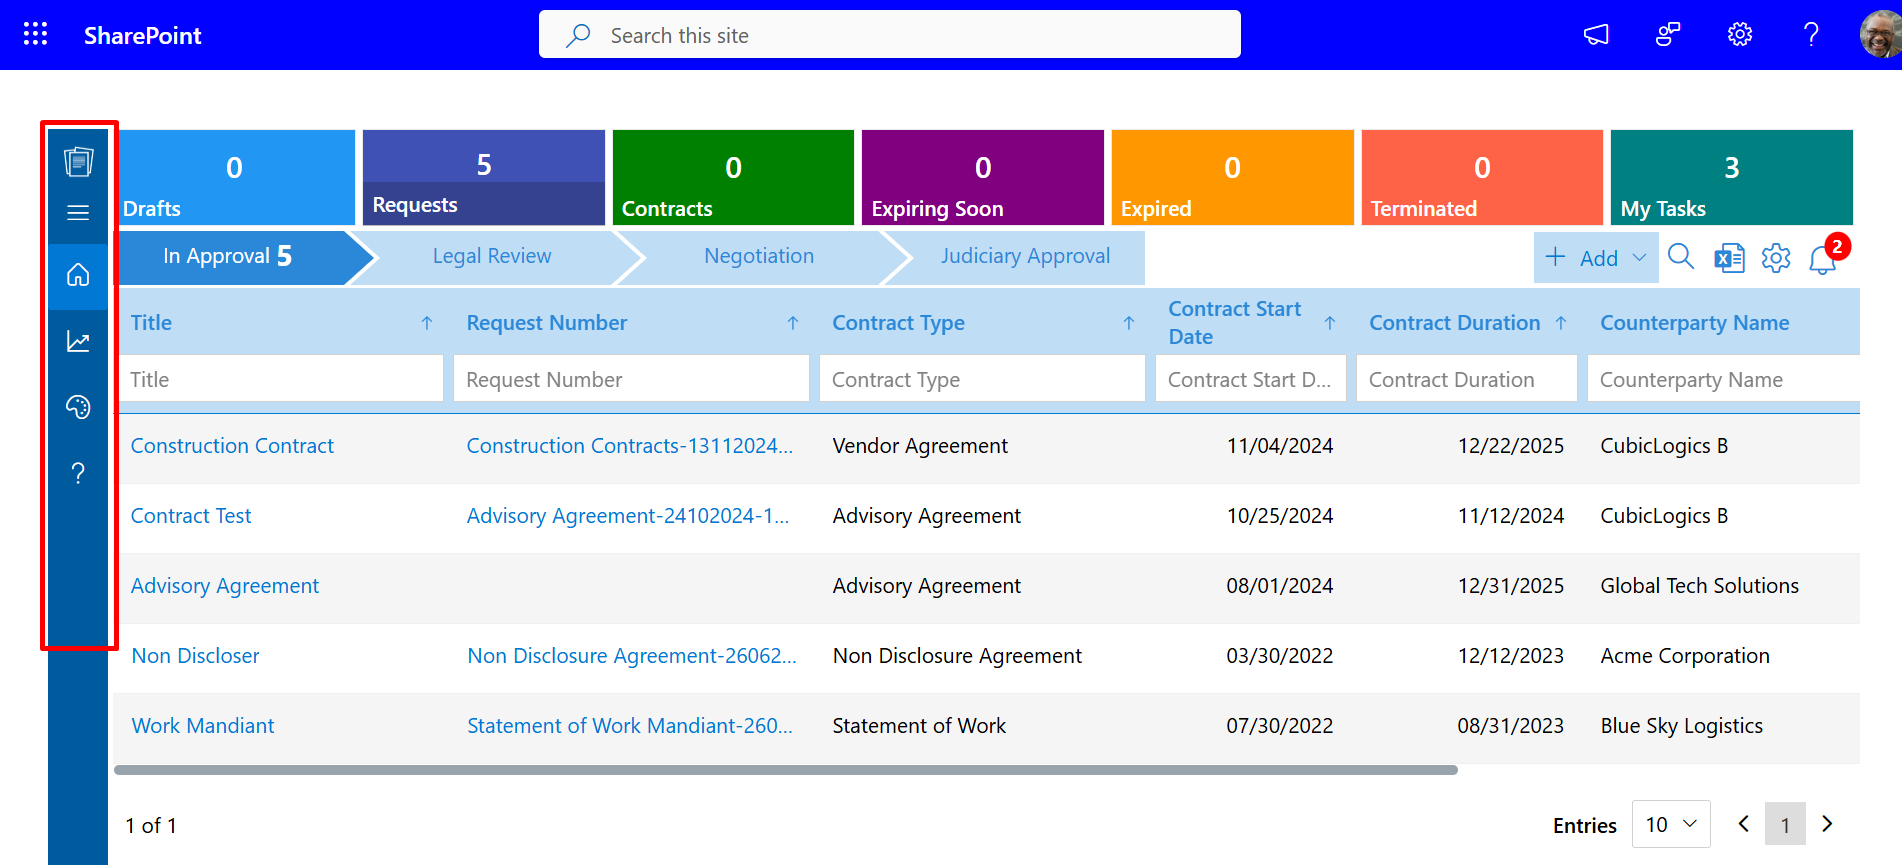 SharePoint
Search this site
0
Drafts
5
Requests
0
Contracts
0
Expiring Soon
0
Expired
0
Terminated
3
My Tasks
In Approval 5
Legal Review
Negotiation
Judiciary Approval
Add
2
Title
Request Number
Contract Type
Contract Start
Date
Contract Duration
Counterparty Name
Title
Request Number
Contract Type
Contract Start D...
Contract Duration
Counterparty Name
Construction Contract Construction Contracts-13112024... Vendor Agreement 11/04/2024 12/22/2025 CubicLogics B
Contract Test Advisory Agreement-24102024-1... Advisory Agreement 10/25/2024 11/12/2024 CubicLogics B
Advisory Agreement Advisory Agreement 08/01/2024 12/31/2025 Global Tech Solutions
Non Discloser Non Disclosure Agreement-26062... Non Disclosure Agreement 03/30/2022 12/12/2023 Acme Corporation
Work Mandiant Statement of Work Mandiant-260... Statement of Work 07/30/2022 08/31/2023 Blue Sky Logistics
1 of 1
Entries 10 1